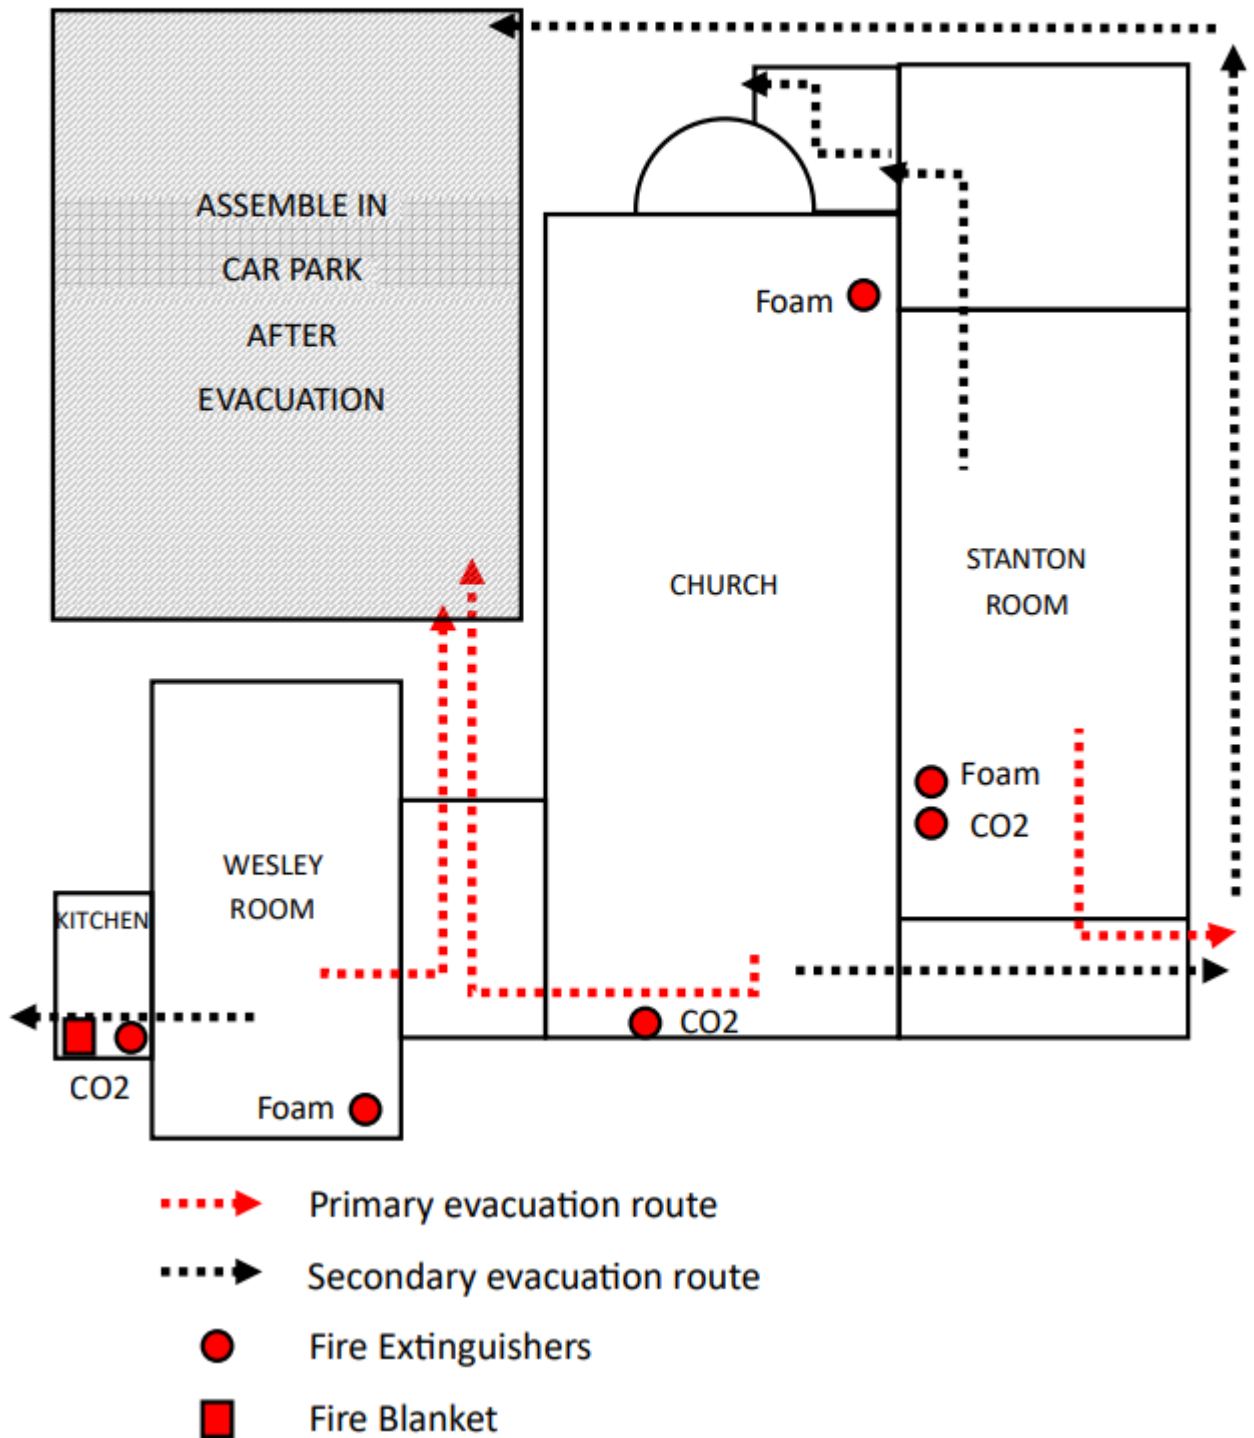 ASSEMBLE IN
CAR PARK
AFTER
EVACUATION
Foam
CHURCH
STANTON
ROOM
Foam
CO2
WESLEY
ROOM
KITCHEN
CO2
CO2
Foam
Primary evacuation route
Secondary evacuation route
Fire Extinguishers
Fire Blanket